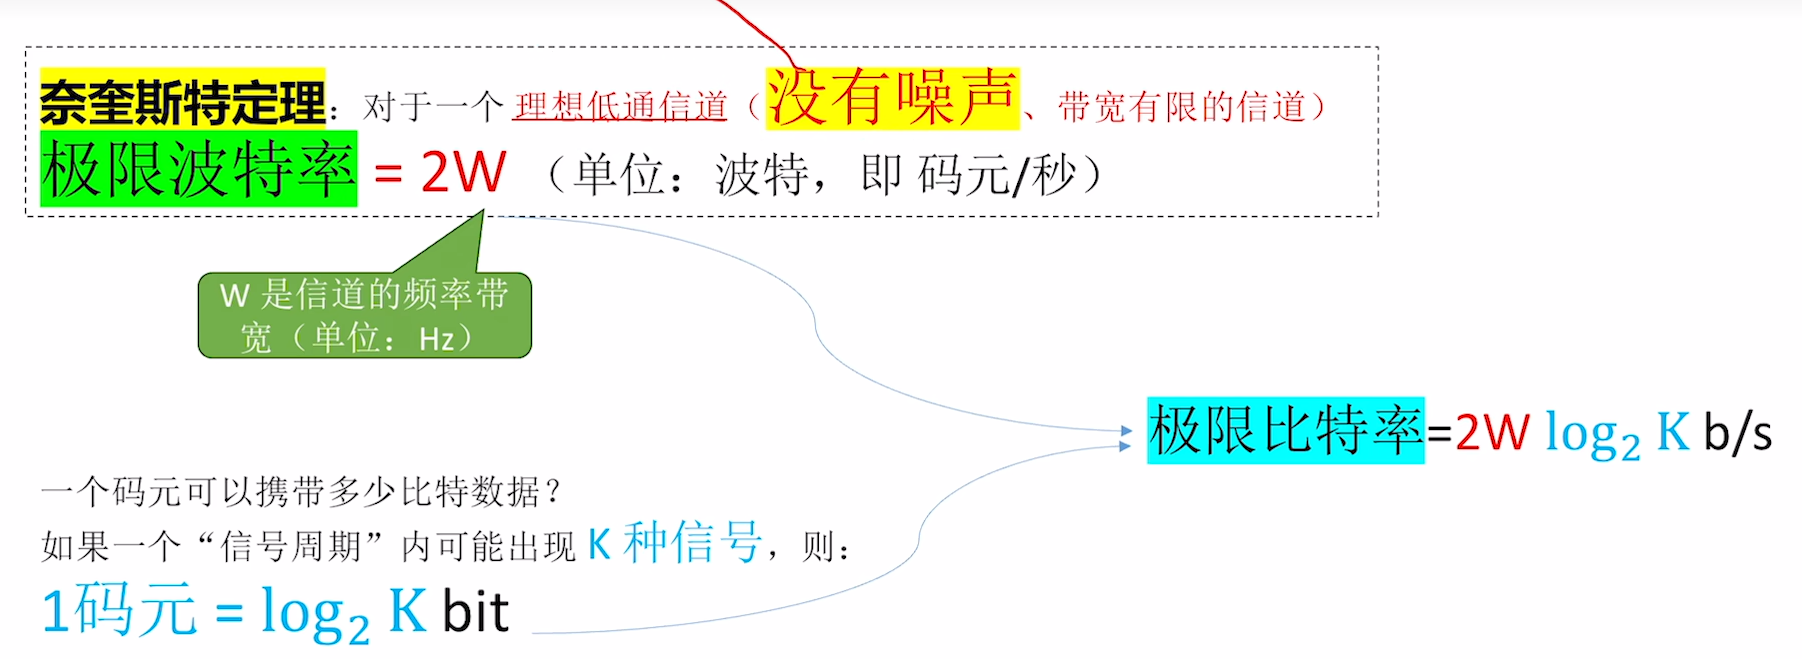 奈奎斯特定理：对于一个 理想低通信道（没有噪声、带宽有限的信道）
极限波特率 = 2W （单位：波特，即 码元/秒）
W 是信道的频率带
宽（单位：Hz）
极限比特率=2W log₂ K b/s
一个码元可以携带多少比特数据？
如果一个“信号周期”内可能出现 K 种信号，则：
1码元 = log₂ K bit